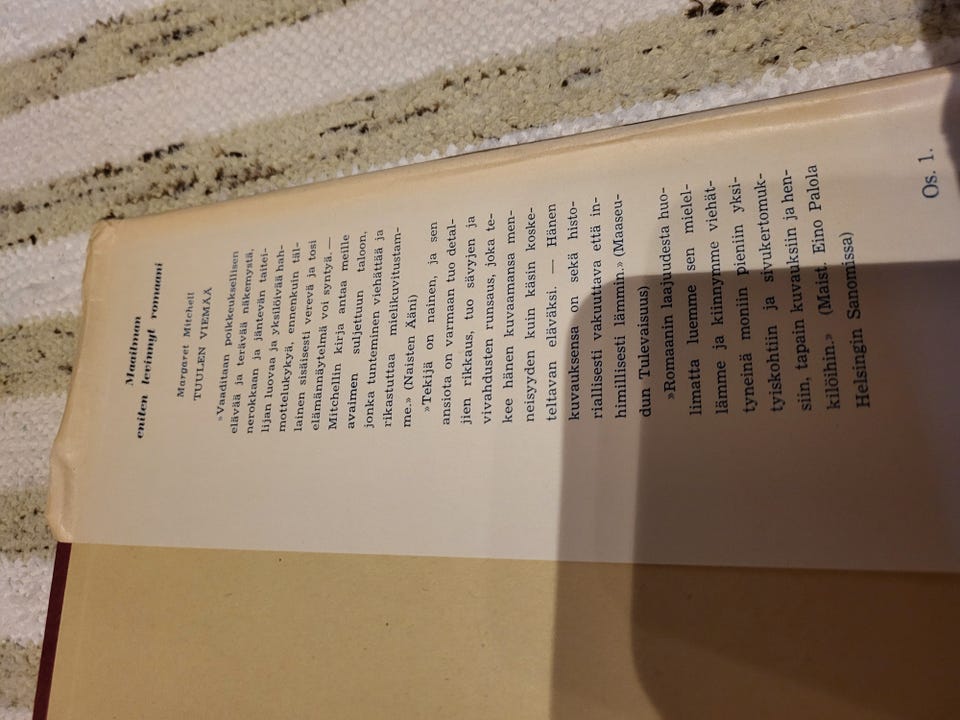 Maailman
eniten levinnyt romaani
Margaret Mitchell
TUULEN VIEMÄÄ
»Vaaditaan poikkeuksellisen
elävää ja terävää näkemystä,
nerokkaan ja jäntevän taitei-
lijan luovaa ja yksilöivää hah-
mottelukykyä, ennenkuin täl-
lainen sisäisesti verevä ja tosi
elämännäytelmä voi syntyä. —
Mitchellin kirja antaa meille
avaimen suljettuun taloon,
jonka tunteminen viehättää ja
rikastuttaa mielikuvitustam-
me.» (Naisten Ääni)
»Tekijä on nainen, ja sen
ansiota on varmaan tuo detal-
jien rikkaus, tuo sävyjen ja
vivahdusten runsaus, joka te-
kee hänen kuvaamansa men-
neisyyden kuin käsin koske-
teltavan eläväksi. — Hänen
kuvauksensa on sekä histo-
riallisesti vakuuttava että in-
himillisesti lämmin.» (Maaseu-
dun Tulevaisuus)
»Romaanin laajuudesta huo-
limatta luemme sen mielel-
lämme ja kiinnymme viehät-
tyneinä moniin pieniin yksi-
tyiskohtiin ja sivukertomuk-
siin, tapain kuvauksiin ja hen-
kilöihin.» (Maist. Eino Palola
Helsingin Sanomissa)
Os. 1.